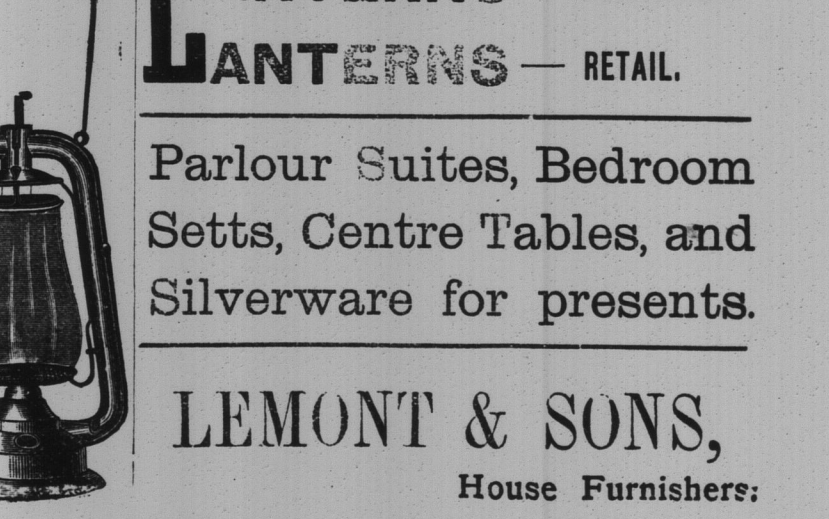 LANTERNS — RETAIL.
Parlour Suites, Bedroom
Setts, Centre Tables, and
Silverware for presents.
LEMONT & SONS,
House Furnishers: